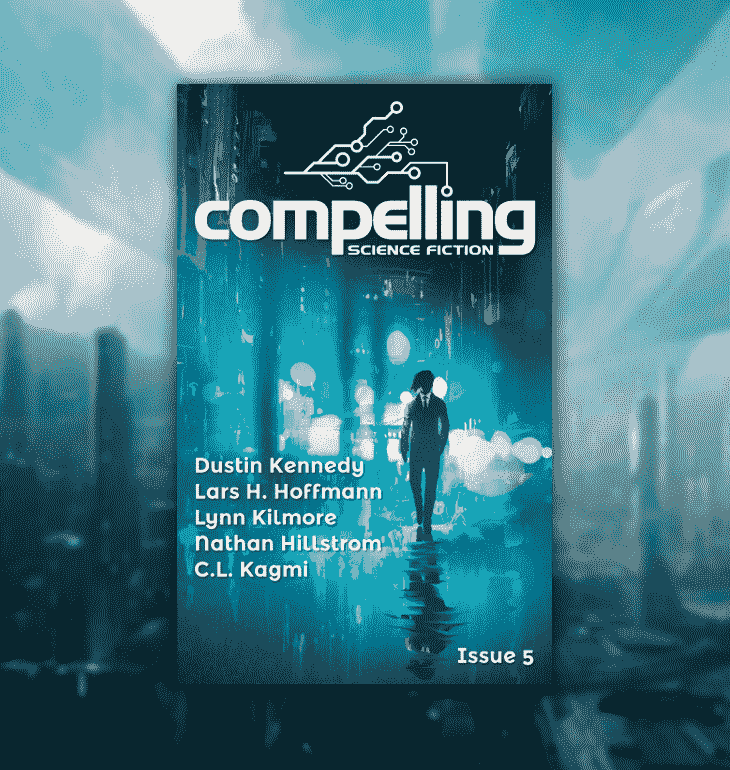 compelling
SCIENCE FICTION
Dustin Kennedy
Lars H. Hoffmann
Lynn Kilmore
Nathan Hillstrom
C.L. Kagmi
Issue 5